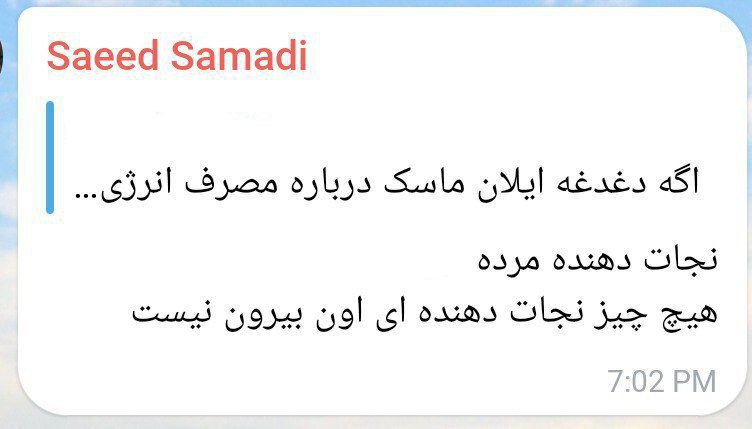 Saeed Samadi
اگه دغدغه ایلان ماسک درباره مصرف انرژی...
نجات دهنده مرده
هیچ چیز نجات دهنده ای اون بیرون نیست
7:02 PM